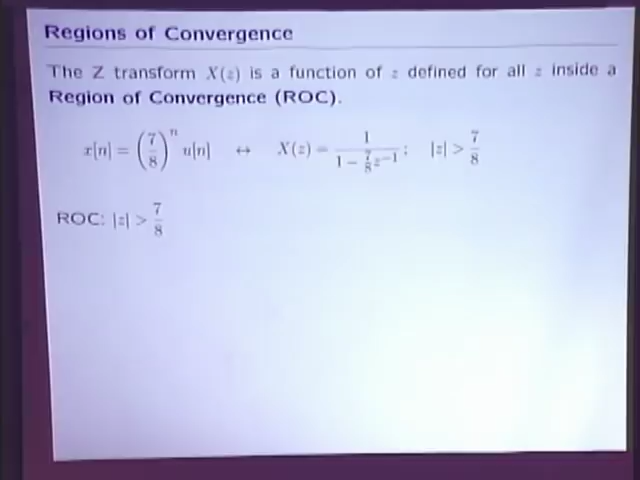 Regions of Convergence
The Z transform X(z) is a function of z defined for all z inside a
Region of Convergence (ROC).
x[n] = (7/8)^n u[n] ↔ X(z) = 1/(1 − 7/8 z^−1); |z| > 7/8
ROC: |z| > 7/8